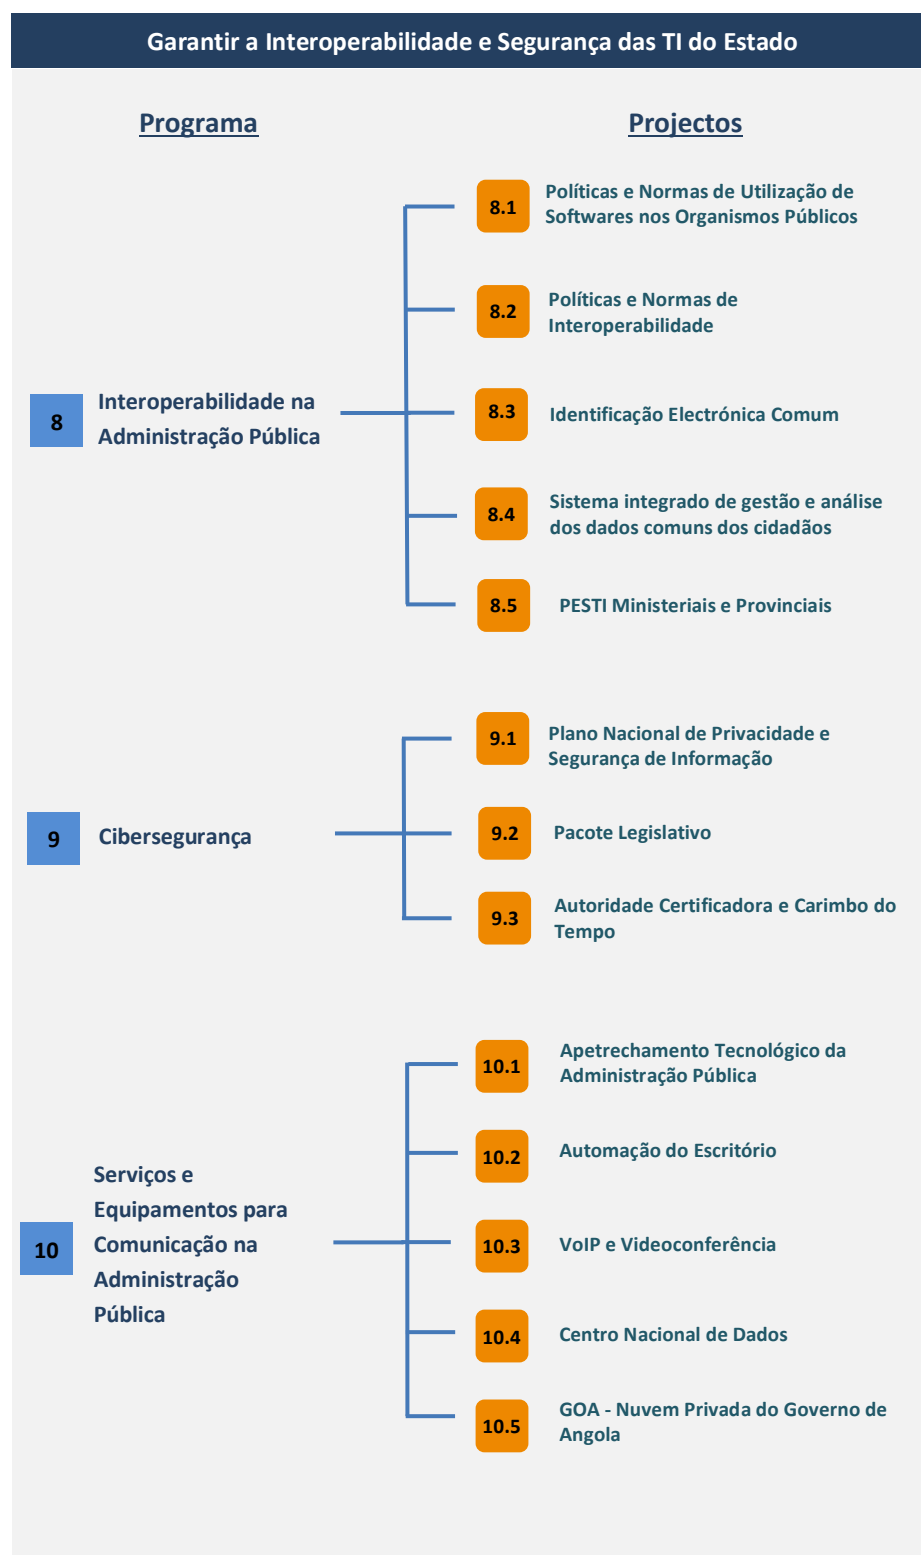 Garantir a Interoperabilidade e Segurança das TI do Estado
Programa
Projectos
8
Interoperabilidade na
Administração Pública
8.1
Políticas e Normas de Utilização de
Softwares nos Organismos Públicos
8.2
Políticas e Normas de
Interoperabilidade
8.3
Identificação Electrónica Comum
8.4
Sistema integrado de gestão e análise
dos dados comuns dos cidadãos
8.5
PESTI Ministeriais e Provinciais
9
Cibersegurança
9.1
Plano Nacional de Privacidade e
Segurança de Informação
9.2
Pacote Legislativo
9.3
Autoridade Certificadora e Carimbo do
Tempo
10
Serviços e
Equipamentos para
Comunicação na
Administração
Pública
10.1
Apetrechamento Tecnológico da
Administração Pública
10.2
Automação do Escritório
10.3
VoIP e Videoconferência
10.4
Centro Nacional de Dados
10.5
GOA - Nuvem Privada do Governo de
Angola